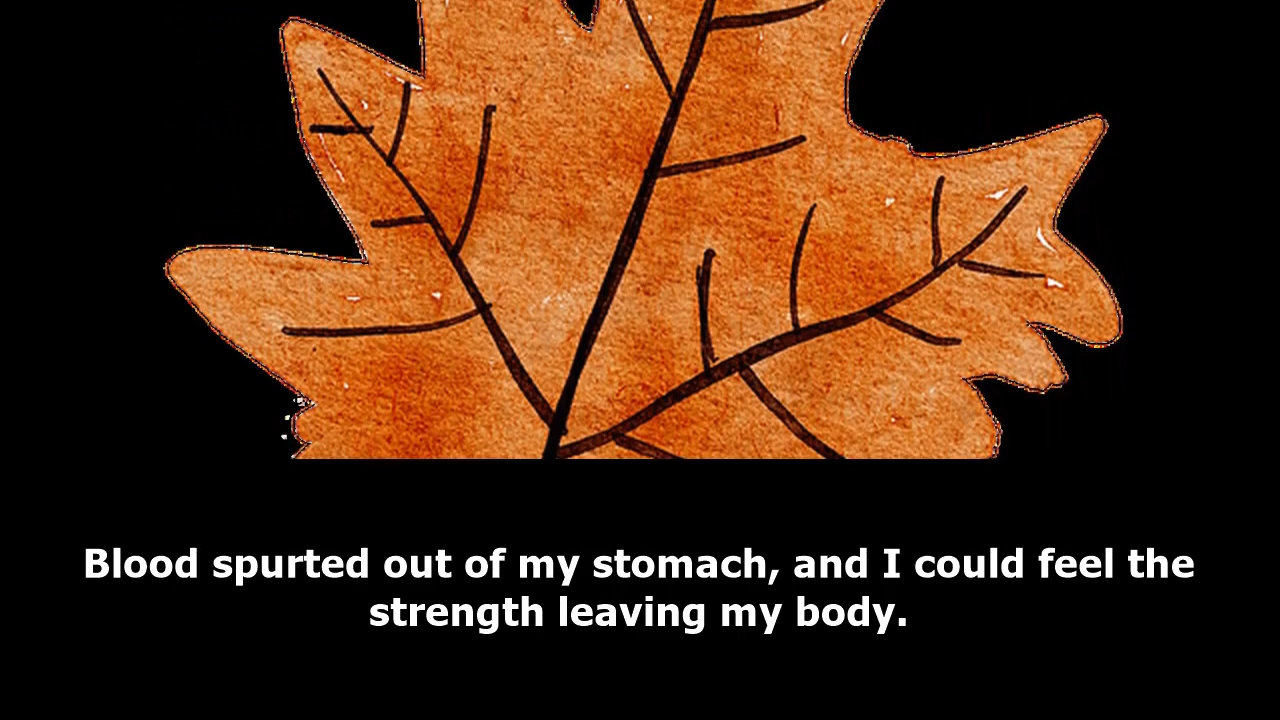 Blood spurted out of my stomach, and I could feel the
strength leaving my body.